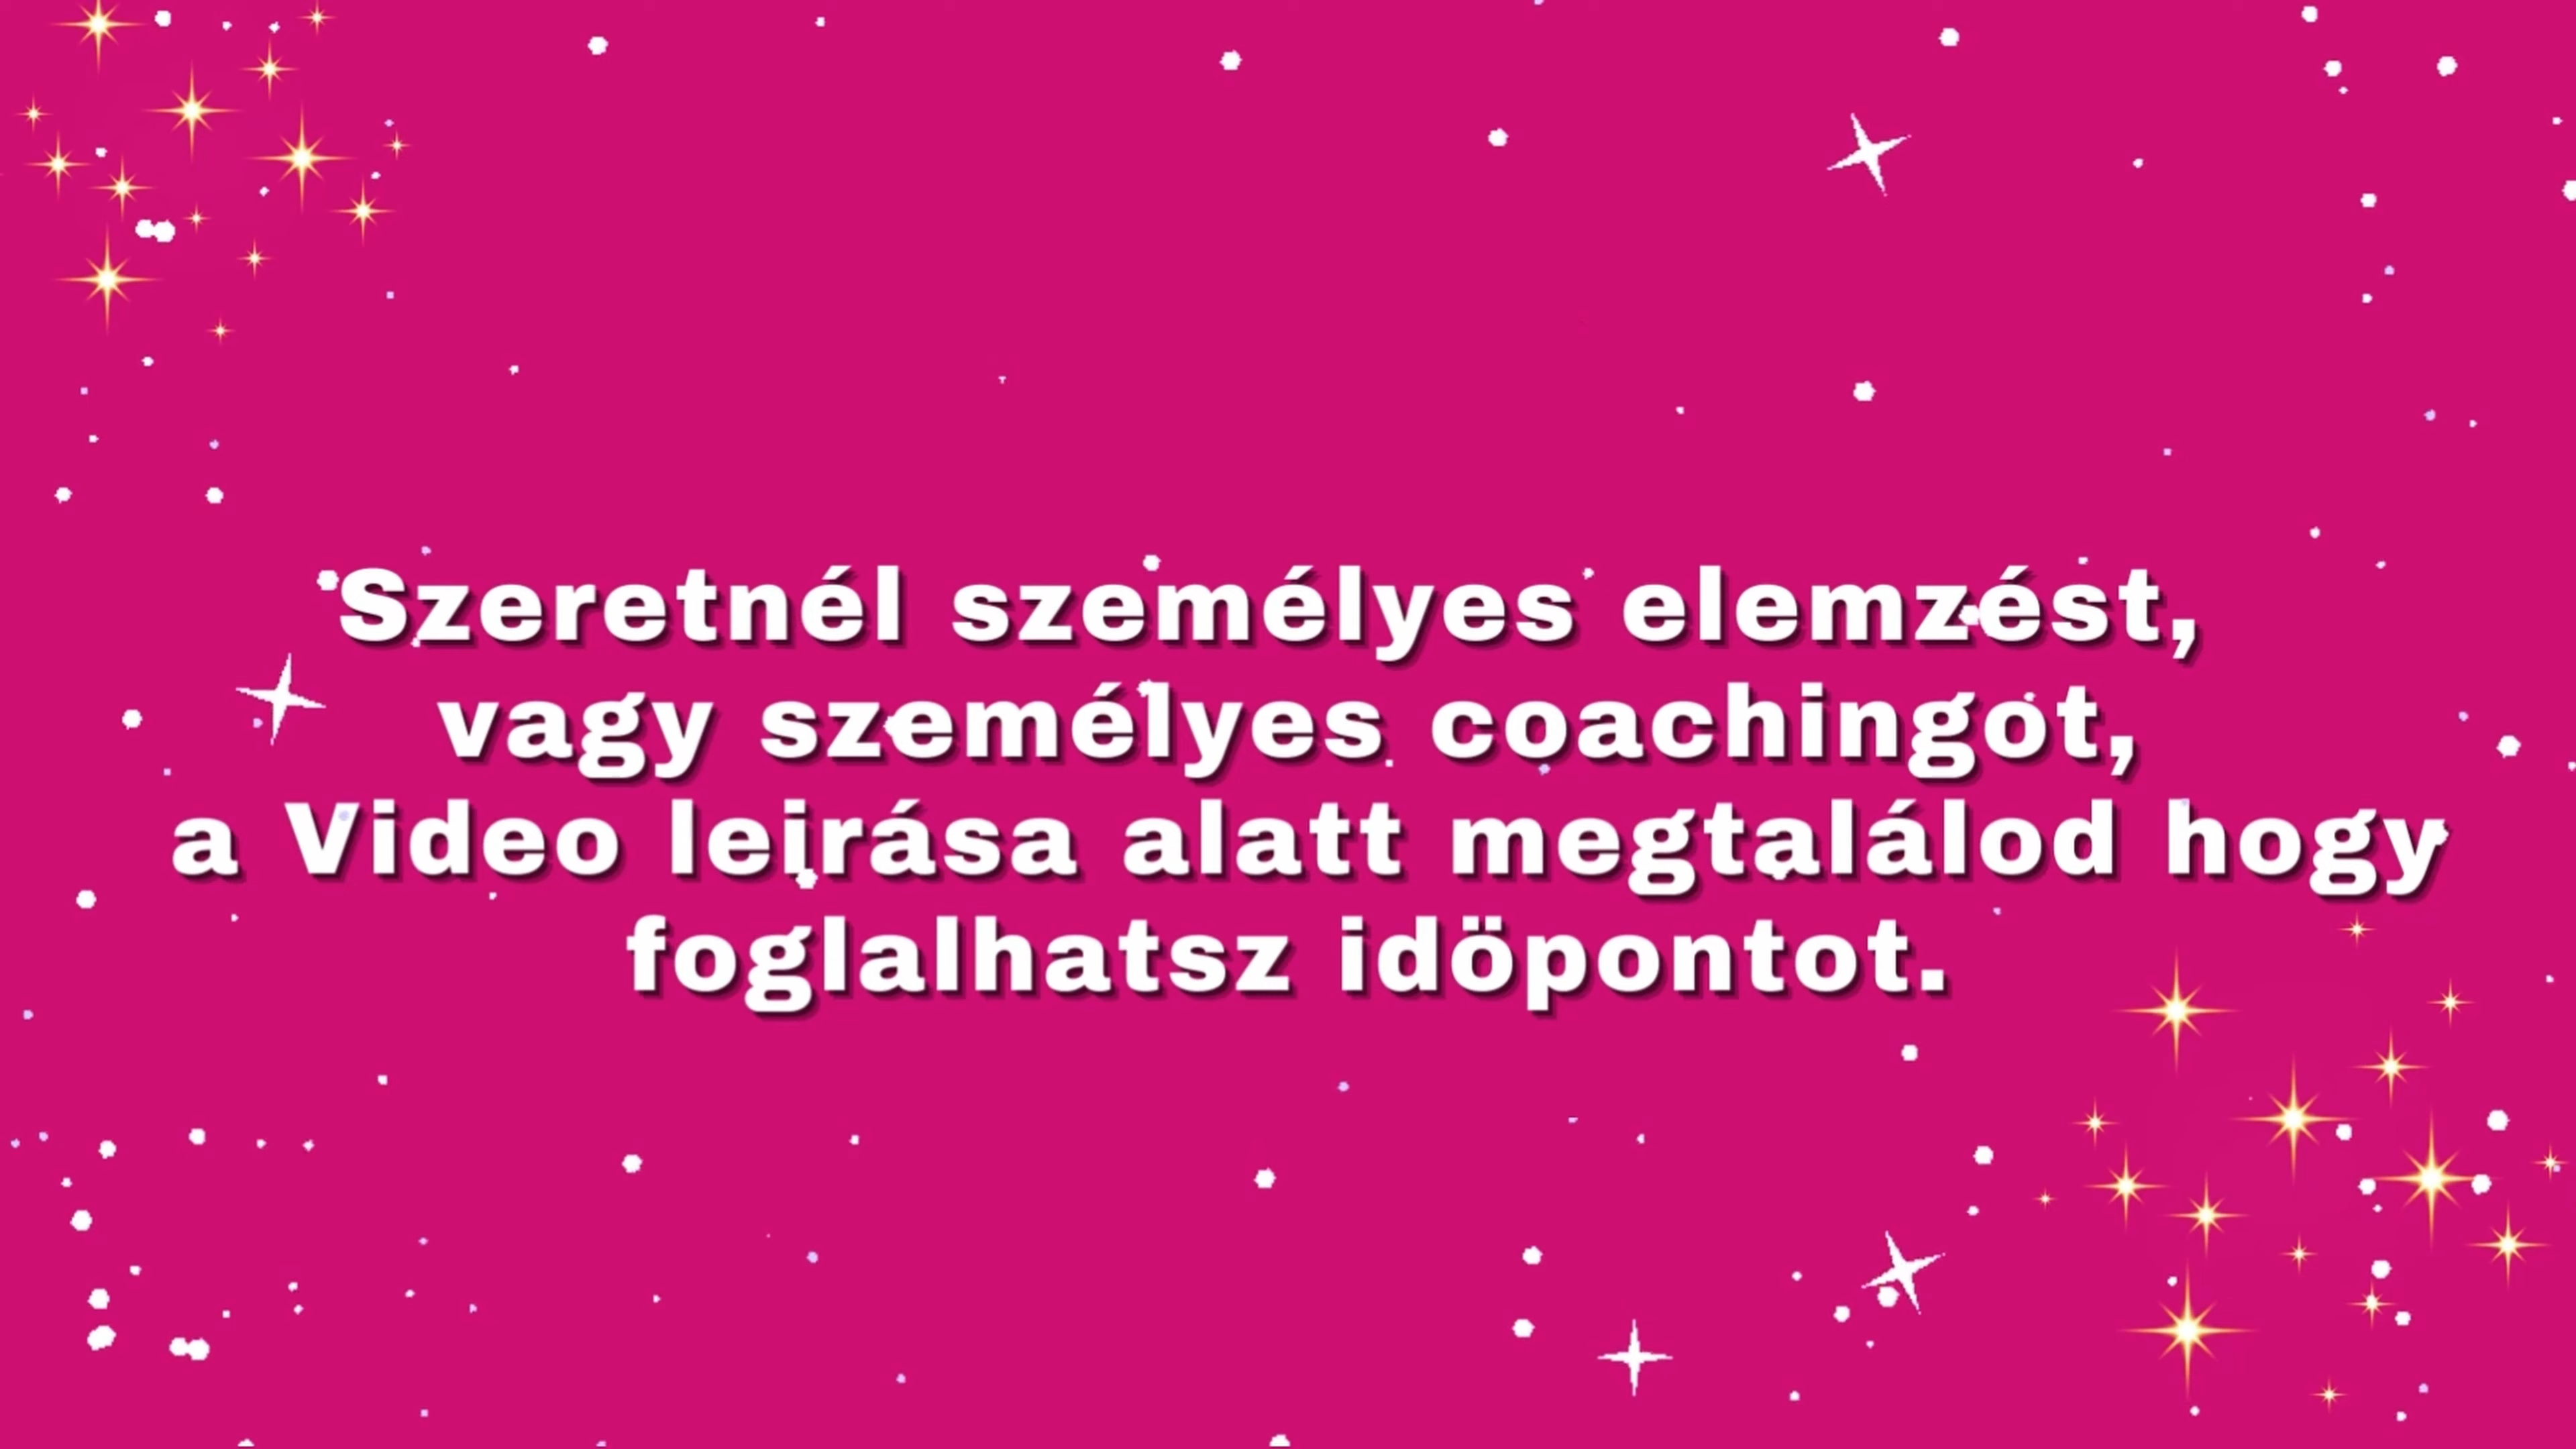 Szeretnél személyes elemzést,
vagy személyes coachingot,
a Video leirása alatt megtalálod hogy
foglalhatsz idöpontot.